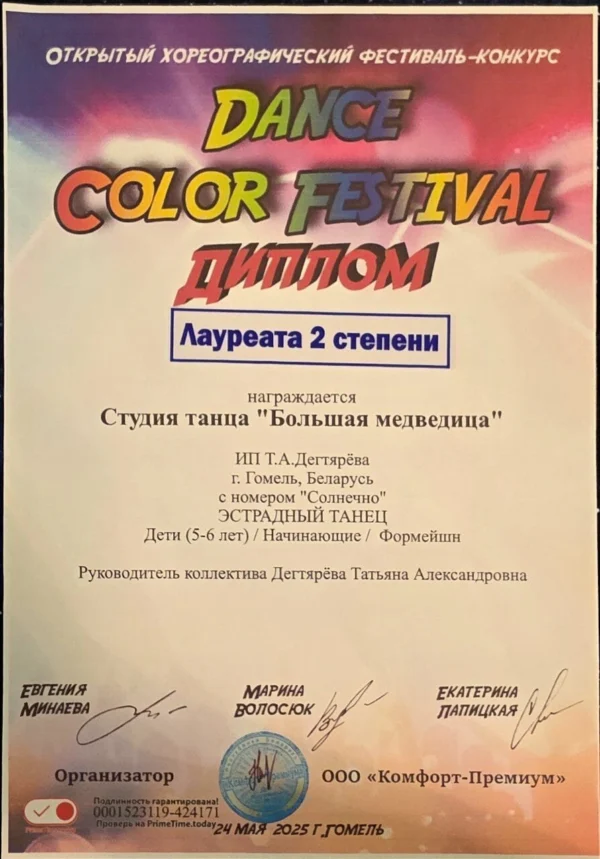 ОТКРЫТЫЙ ХОРЕОГРАФИЧЕСКИЙ ФЕСТИВАЛЬ-КОНКУРС
DANCE
COLOR FESTIVAL
ДИПЛОМ
Лауреата 2 степени
награждается
Студия танца "Большая медведица"
ИП Т.А.Дегтярёва
г. Гомель, Беларусь
с номером "Солнечно"
ЭСТРАДНЫЙ ТАНЕЦ
Дети (5-6 лет) / Начинающие / Формейшн
Руководитель коллектива Дегтярёва Татьяна Александровна
ЕВГЕНИЯ МИНАЕВА
МАРИНА ВОЛОСЮК
ЕКАТЕРИНА ПАПИЦКАЯ
Организатор
ООО «Комфорт-Премиум»
Подлинность гарантирована!
0001523119-424171
Проверь на PrimeTime.today
24 МАЯ 2025 Г.ГОМЕЛЬ